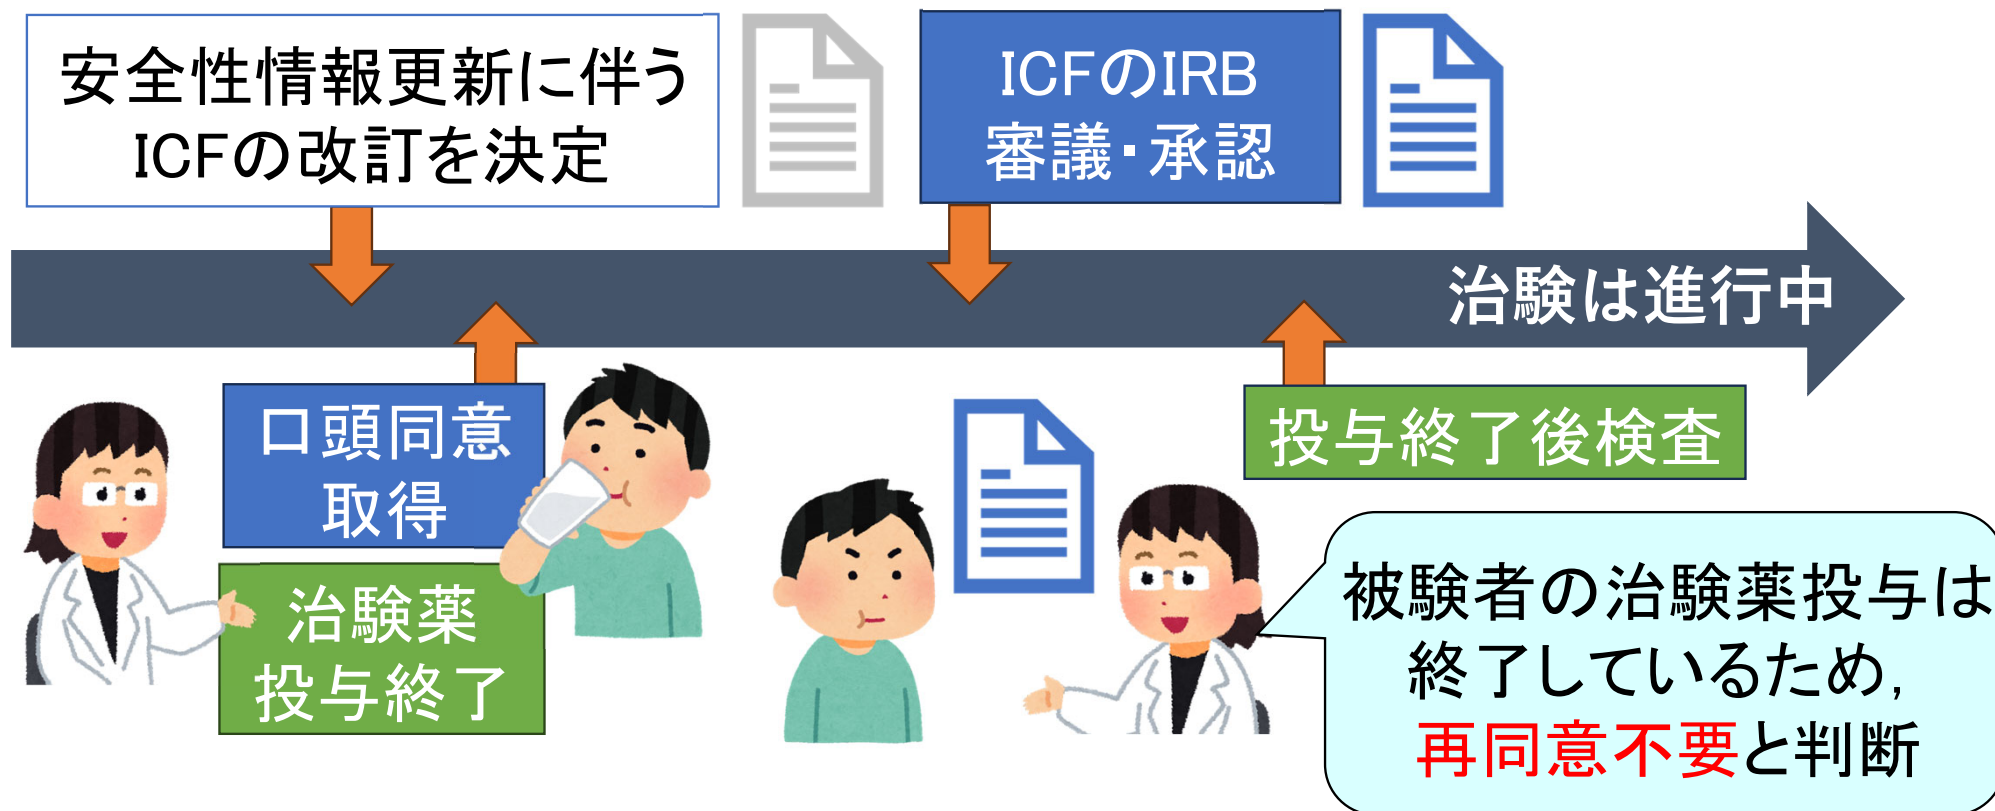 安全性情報更新に伴う
ICFの改訂を決定
ICFのIRB
審議・承認
治験は進行中
口頭同意
取得
治験薬
投与終了
投与終了後検査
被験者の治験薬投与は
終了しているため,
再同意不要と判断